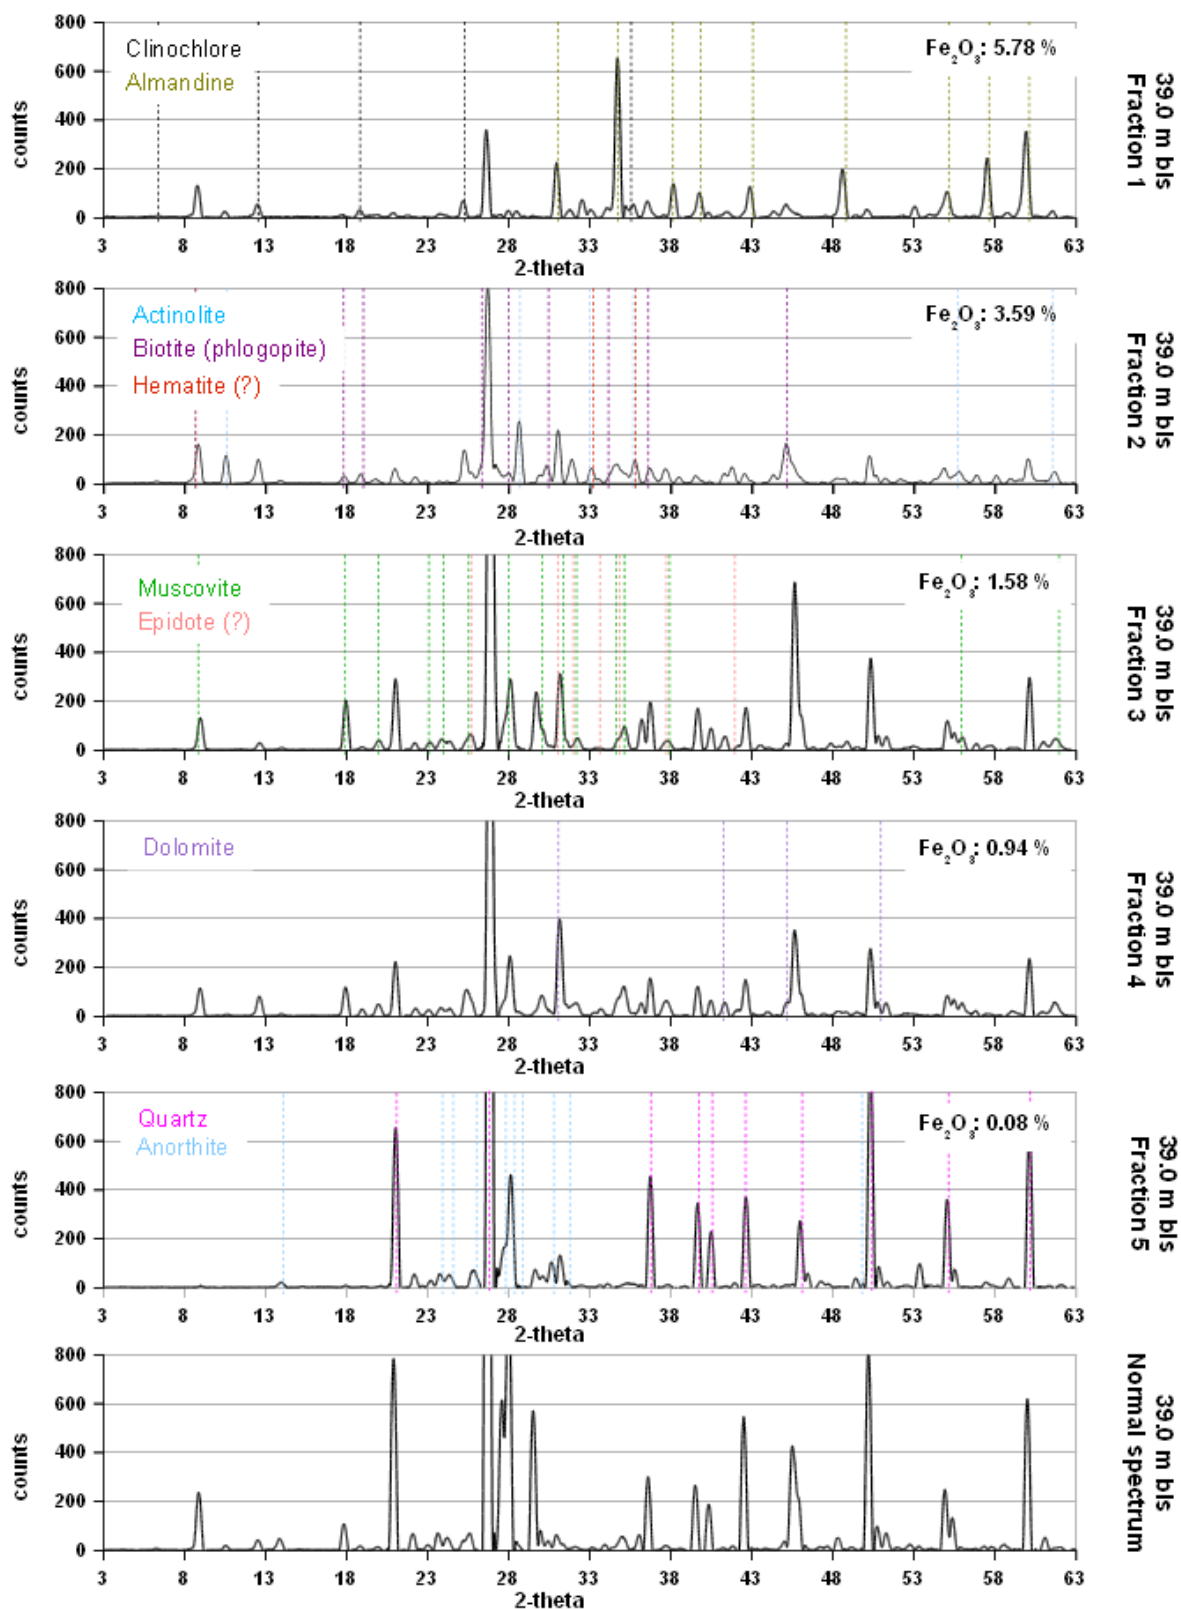 800
Clinochlore
Fe₂O₃: 5.78 %
600
Almandine
400
200
0
counts
3 8 13 18 23 28 33 38 43 48 53 58 63
2-theta
39.0 m bls
Fraction 1
800
Actinolite
Fe₂O₃: 3.59 %
600
Biotite (phlogopite)
400
Hematite (?)
200
0
counts
3 8 13 18 23 28 33 38 43 48 53 58 63
2-theta
39.0 m bls
Fraction 2
800
Muscovite
Fe₂O₃: 1.58 %
600
Epidote (?)
400
200
0
counts
3 8 13 18 23 28 33 38 43 48 53 58 63
2-theta
39.0 m bls
Fraction 3
800
Dolomite
Fe₂O₃: 0.94 %
600
400
200
0
counts
3 8 13 18 23 28 33 38 43 48 53 58 63
2-theta
39.0 m bls
Fraction 4
800
Quartz
Fe₂O₃: 0.08 %
600
Anorthite
400
200
0
counts
3 8 13 18 23 28 33 38 43 48 53 58 63
2-theta
39.0 m bls
Fraction 5
800
600
400
200
0
counts
3 8 13 18 23 28 33 38 43 48 53 58 63
2-theta
39.0 m bls
Normal spectrum